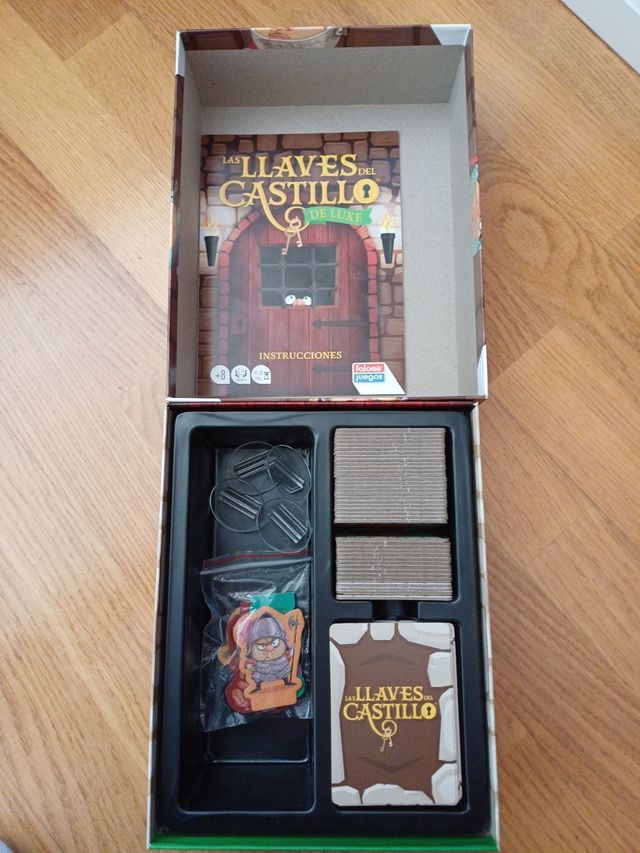 LAS LLAVES DEL
CASTILLO
DE LUXE
INSTRUCCIONES
+8
falomir
juegos
LAS LLAVES DEL
CASTILLO